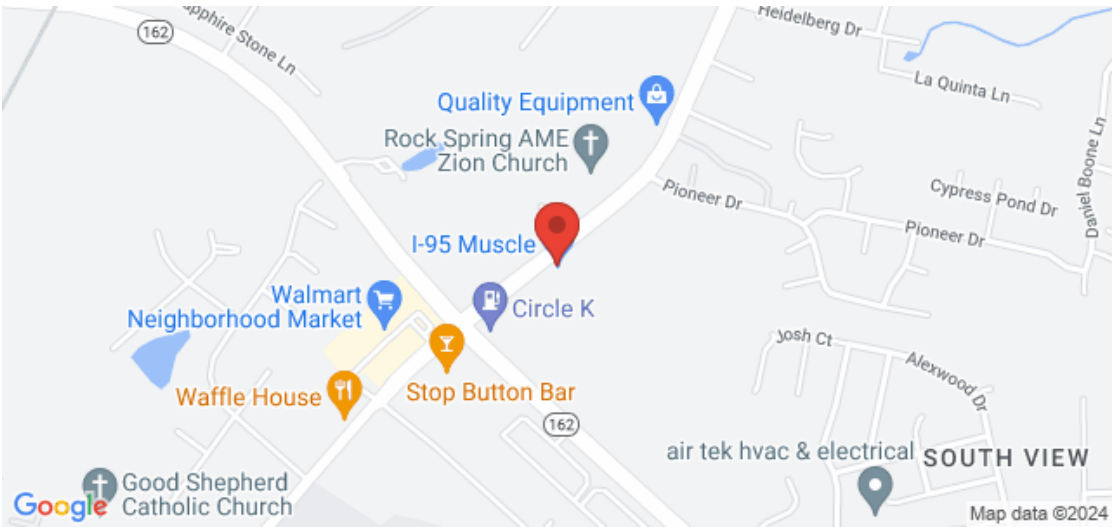 Heidelberg Dr
162
pphire Stone Ln
La Quinta Ln
Quality Equipment
Rock Spring AME
Zion Church
Daniel Boone Ln
Pioneer Dr
Cypress Pond Dr
Pioneer Dr
I-95 Muscle
Walmart
Neighborhood Market
Circle K
Josh Ct
Alexwood Dr
Waffle House
Stop Button Bar
162
air tek hvac & electrical
SOUTH VIEW
Good Shepherd
Catholic Church
Google
Map data ©2024